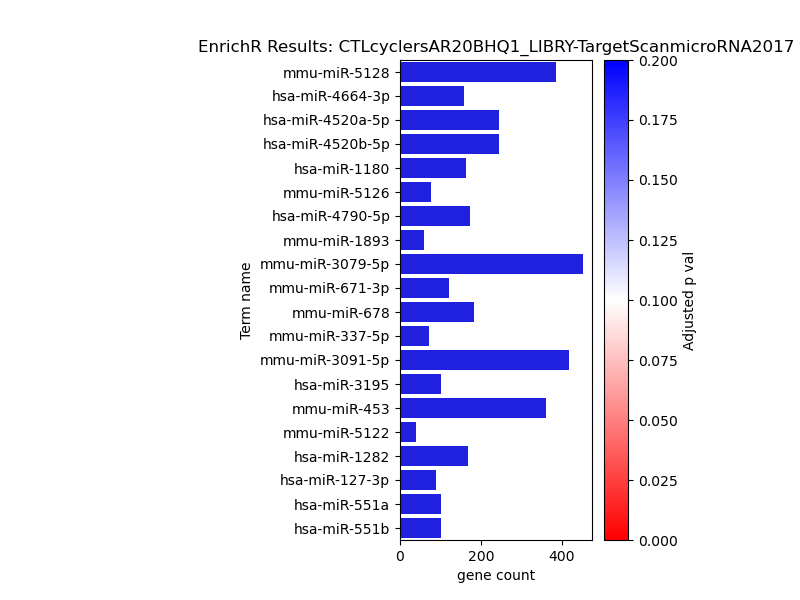 EnrichR Results: CTLcyclersAR20BHQ1_LIBRY-TargetScanmicroRNA2017
Term name
mmu-miR-5128
hsa-miR-4664-3p
hsa-miR-4520a-5p
hsa-miR-4520b-5p
hsa-miR-1180
mmu-miR-5126
hsa-miR-4790-5p
mmu-miR-1893
mmu-miR-3079-5p
mmu-miR-671-3p
mmu-miR-678
mmu-miR-337-5p
mmu-miR-3091-5p
hsa-miR-3195
mmu-miR-453
mmu-miR-5122
hsa-miR-1282
hsa-miR-127-3p
hsa-miR-551a
hsa-miR-551b
0 200 400
gene count
0.200
0.175
0.150
0.125
0.100
0.075
0.050
0.025
0.000
Adjusted p val